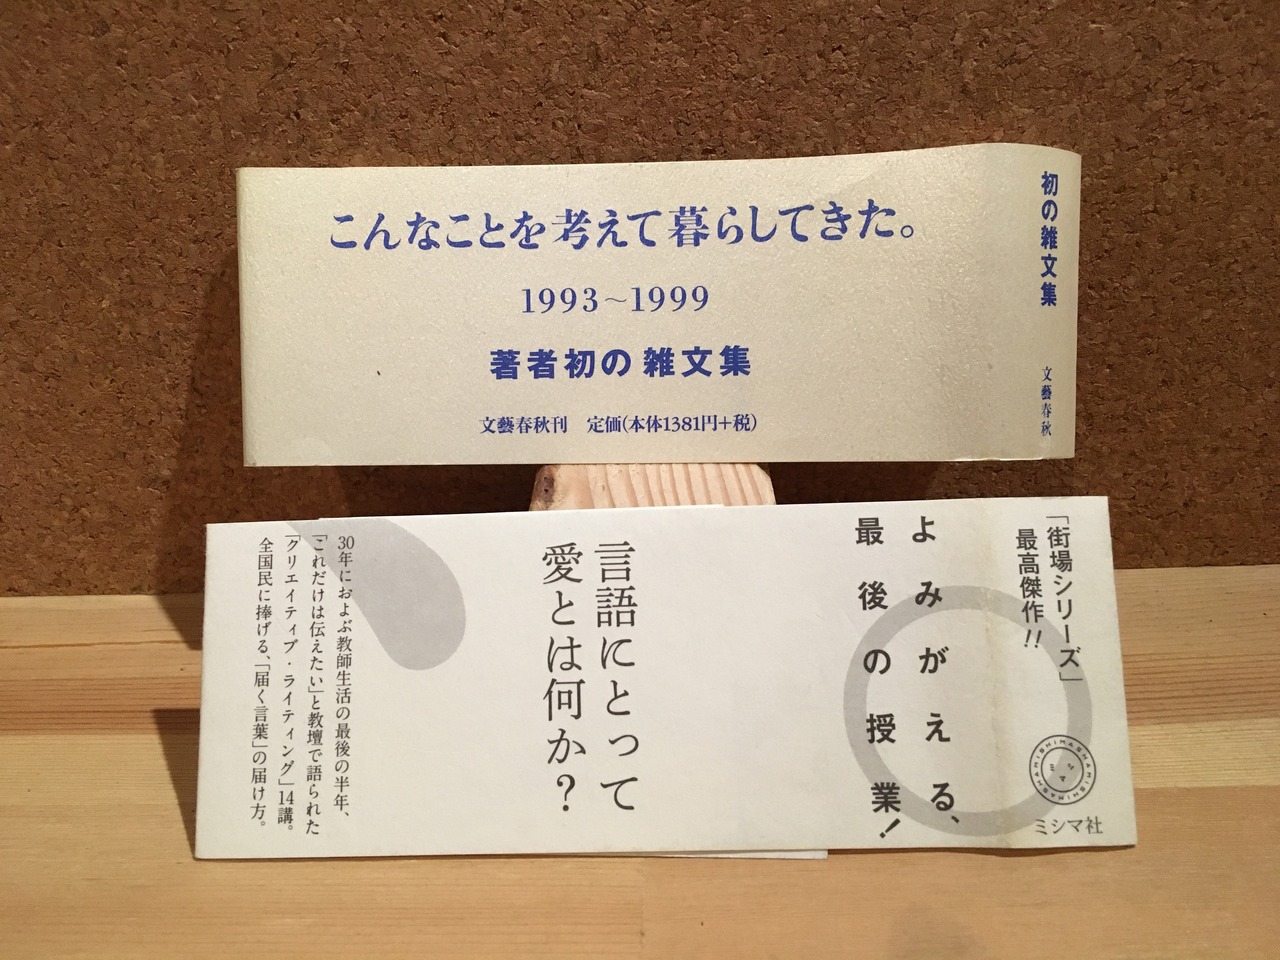 こんなことを考えて暮らしてきた。
1993～1999
著者初の雑文集
文藝春秋刊　定価(本体1381円+税)
初の雑文集
文藝春秋
「街場シリーズ」
最高傑作!!
MISHIMASHA
ミシマ
ミシマ社
よみがえる、
最後の授業!
言語にとって
愛とは何か?
30年におよぶ教師生活の最後の半年、
「これだけは伝えたい」と教壇で語られた
「クリエイティブ・ライティング」14講。
全国民に捧げる、「届く言葉」の届け方。